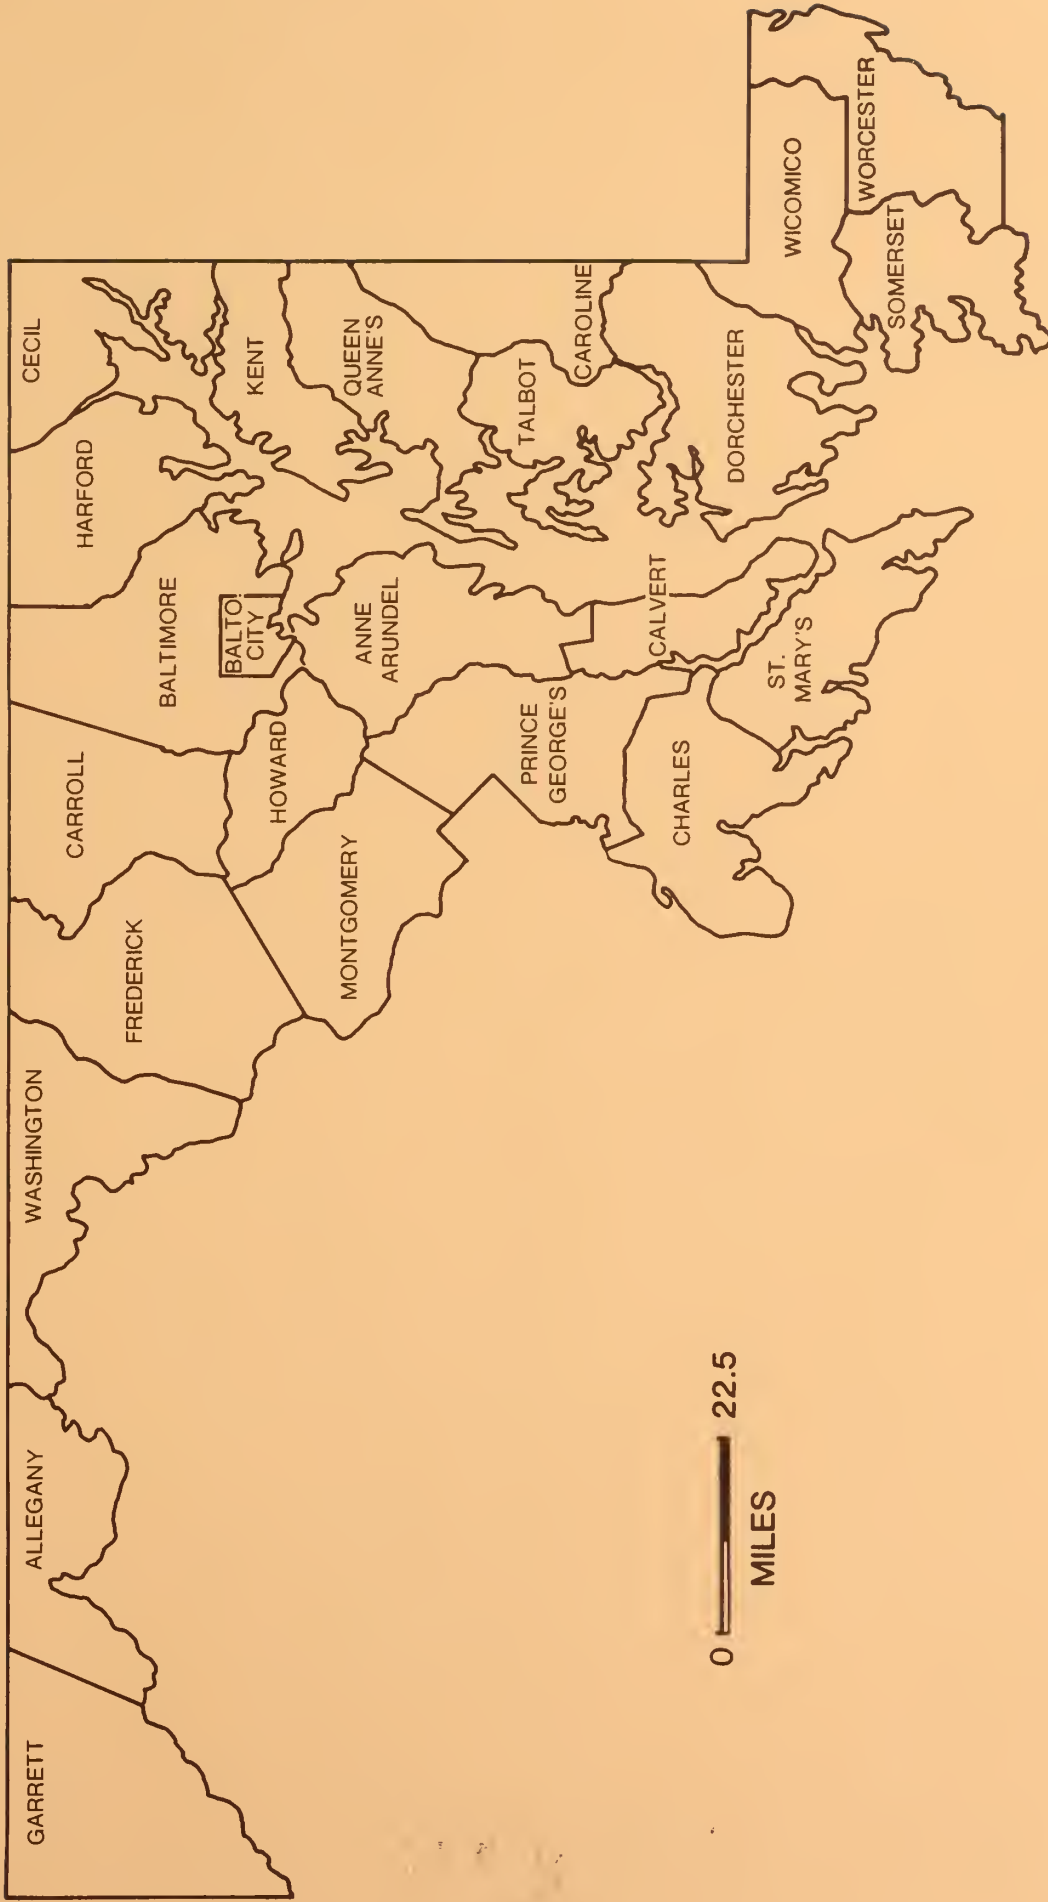 GARRETT
ALLEGANY
WASHINGTON
FREDERICK
CARROLL
BALTIMORE
HARFORD
CECIL
BALTO.
CITY
HOWARD
MONTGOMERY
ANNE
ARUNDEL
KENT
QUEEN
ANNE'S
PRINCE
GEORGE'S
TALBOT
CAROLINE
CALVERT
CHARLES
ST.
MARY'S
DORCHESTER
WICOMICO
WORCESTER
SOMERSET
0 22.5
MILES